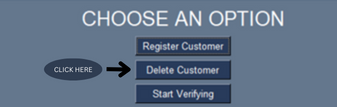 CHOOSE AN OPTION
Register Customer
CLICK HERE
Delete Customer
Start Verifying